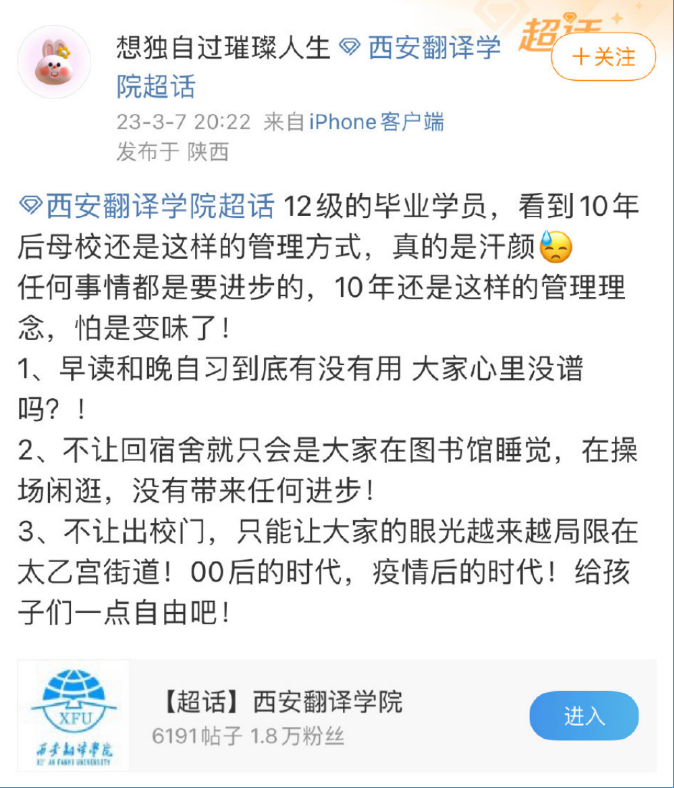 超话
想独自过璀璨人生 西安翻译学
院超话
+关注
23-3-7 20:22 来自iPhone客户端
发布于 陕西
西安翻译学院超话 12级的毕业学员，看到10年
后母校还是这样的管理方式，真的是汗颜😓
任何事情都是要进步的，10年还是这样的管理理
念，怕是变味了！
1、早读和晚自习到底有没有用 大家心里没谱
吗？！
2、不让回宿舍就只会是大家在图书馆睡觉，在操
场闲逛，没有带来任何进步！
3、不让出校门，只能让大家的眼光越来越局限在
太乙宫街道！00后的时代，疫情后的时代！给孩
子们一点自由吧！
XFU
西安翻译学院
XI'AN FANYI UNIVERSITY
【超话】西安翻译学院
6191帖子 1.8万粉丝
进入